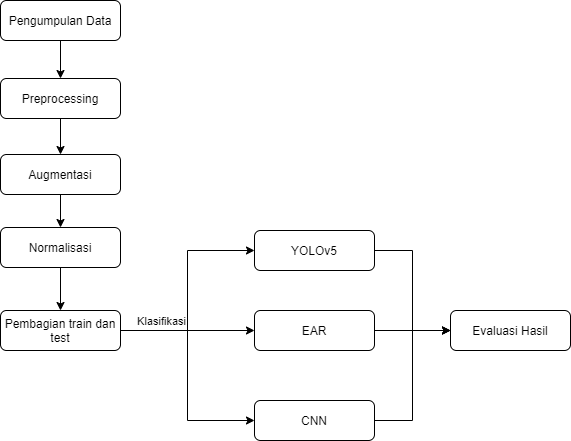 Pengumpulan Data
Preprocessing
Augmentasi
Normalisasi
Pembagian train dan
test
Klasifikasi
YOLOv5
EAR
CNN
Evaluasi Hasil